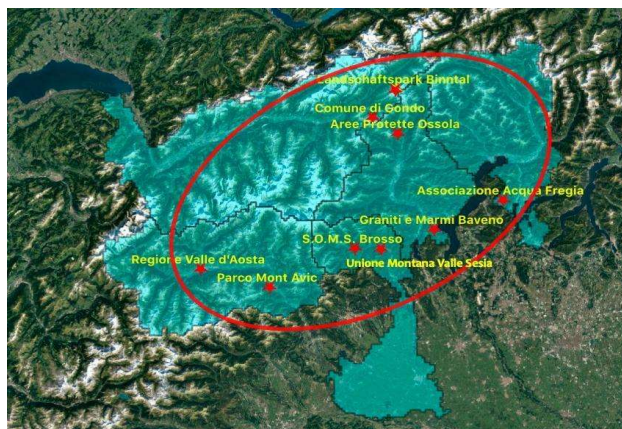 Landschaftspark Binntal
Comune di Gondo
Aree Protette Ossola
Associazione Acqua Fregia
Graniti e Marmi Baveno
S.O.M.S. Brosso
Unione Montana Valle Sesia
Regione Valle d'Aosta
Parco Mont Avic